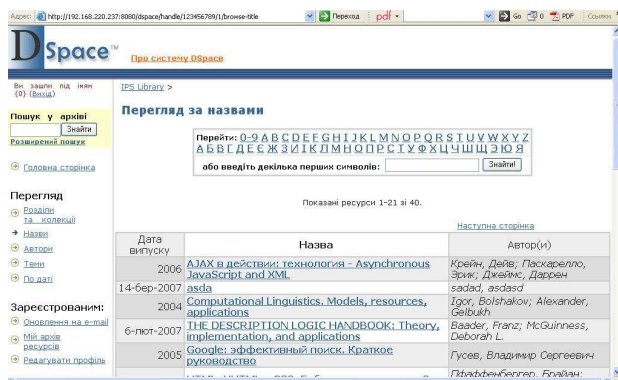 Адрес: http://192.168.220.237:8080/dspace/handle/123456789/1/browse-title Переход pdf Go 0 PDF Ссылки
DSpace™
Про систему DSpace
Ви зашли під імям
{0} (Вихід)
Пошук у архіві
Знайти
Розширений пошук
Головна сторінка
Перегляд
Розділи
та колекції
Назви
Автори
Теми
По даті
Зареєстрованим:
Оновлення на e-mail
Мій архів
ресурсів
Редагувати профіль
IPS Library >
Перегляд за назвами
Перейти: 0-9 A B C D E F G H I J K L M N O P Q R S T U V W X Y Z
А Б В Г Д Е Є Ж З И І К Л М Н О П Р С Т У Ф Х Ц Ч Ш Щ Э Ю Я
або введіть декілька перших символів: Знайти!
Показані ресурси 1-21 зі 40.
Наступна сторінка
Дата випуску Назва Автор(и)
2006 AJAX в действии: технология - Asynchronous JavaScript and XML Крейн, Дейв; Паскарелло, Эрик; Джеймс, Даррен
14-бер-2007 asda sadad, asdasd
2004 Computational Linguistics. Models, resources, applications Igor, Bolshakov; Alexander, Gelbukh
6-лют-2007 THE DESCRIPTION LOGIC HANDBOOK: Theory, implementation, and applications Baader, Franz; McGuinness, Deborah L.
2005 Google: эффективный поиск. Краткое руководство Гусев, Владимир Сергеевич
Пфаффенбергер, Брайан;